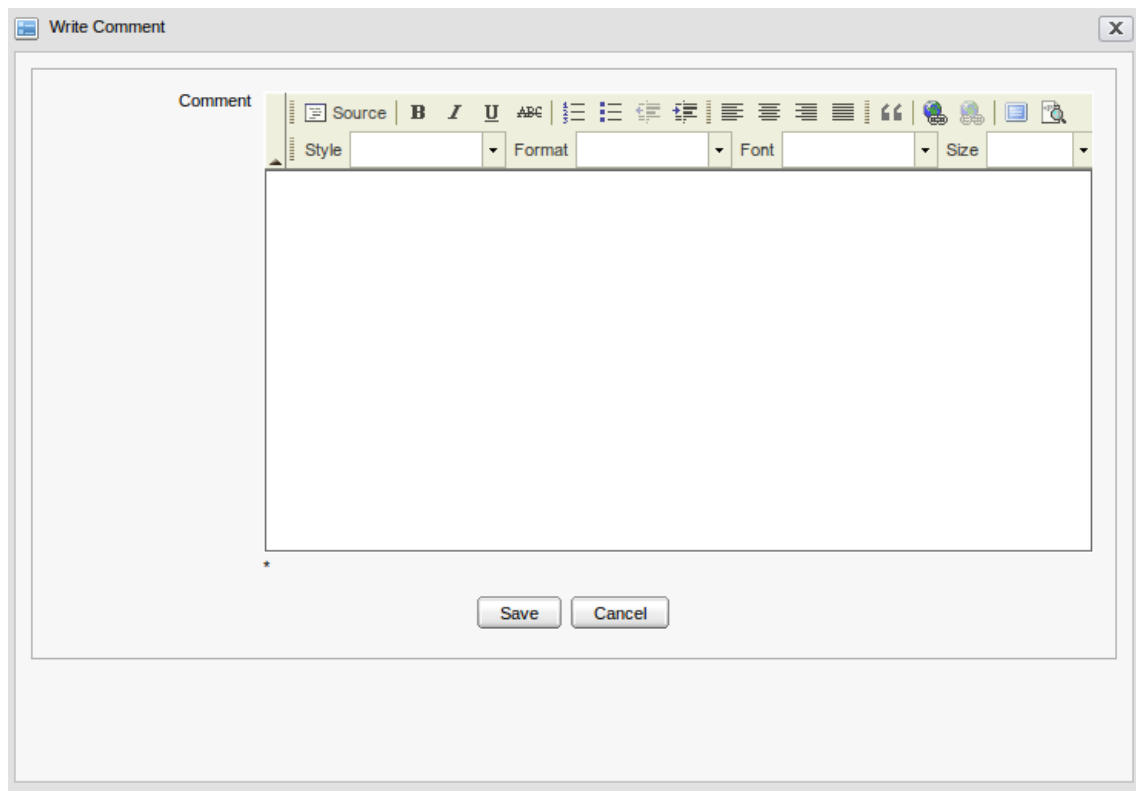 Write Comment
Comment
Source B I U ABC
Style Format Font Size
*
Save Cancel